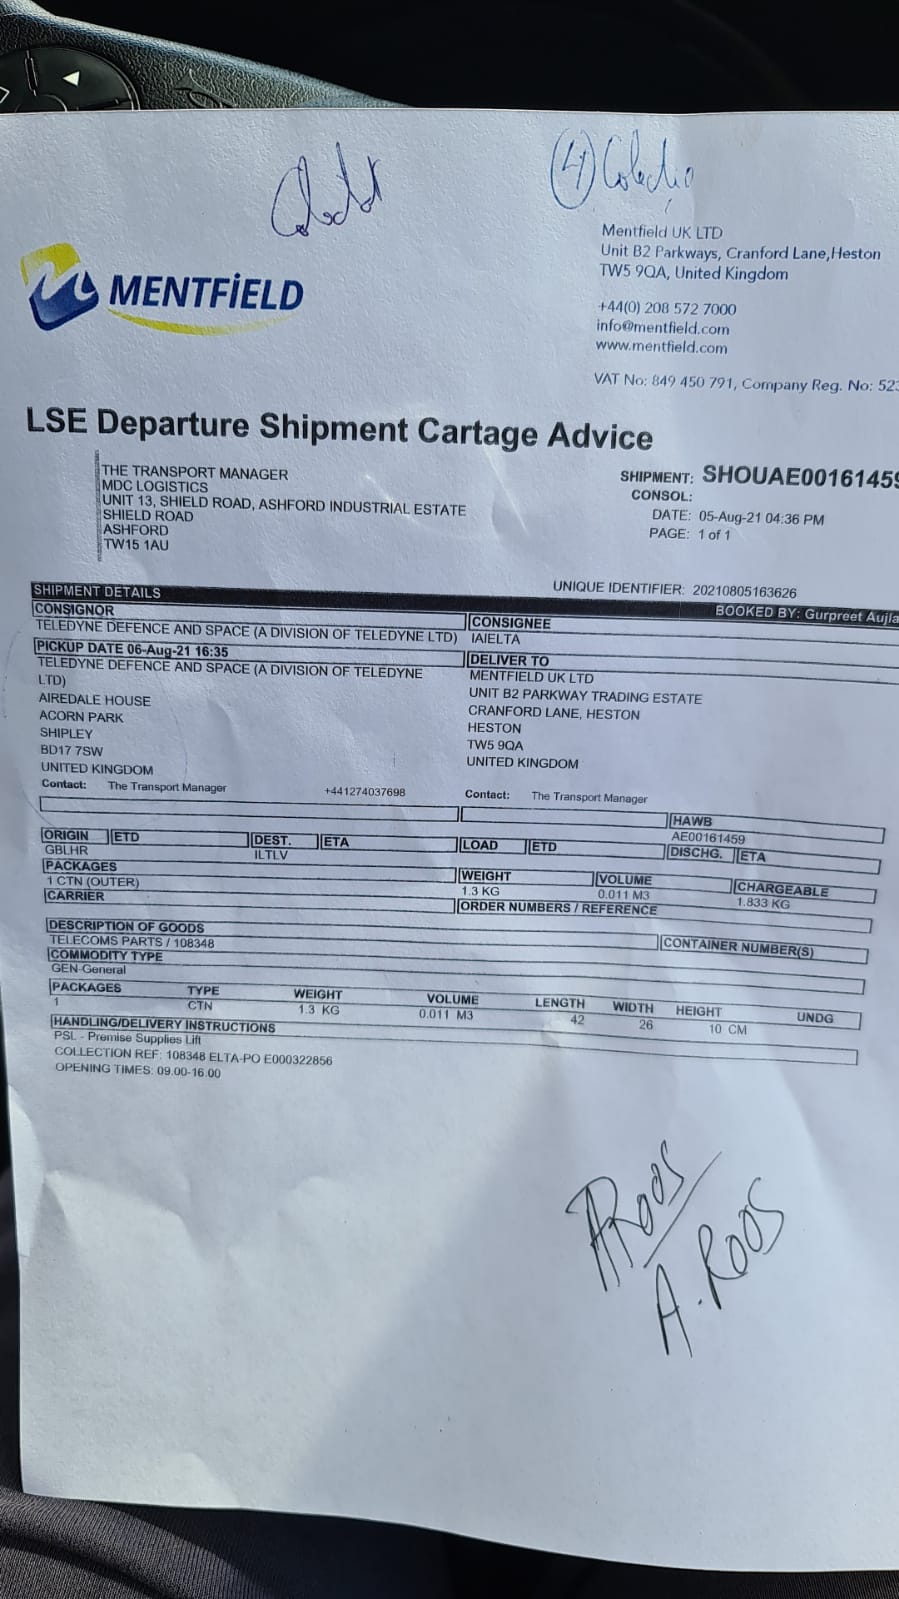 (4)
MENTFiELD
Mentfield UK LTD
Unit B2 Parkways, Cranford Lane,Heston
TW5 9QA, United Kingdom
+44(0) 208 572 7000
info@mentfield.com
www.mentfield.com
VAT No: 849 450 791, Company Reg. No: 523
LSE Departure Shipment Cartage Advice
THE TRANSPORT MANAGER
MDC LOGISTICS
UNIT 13, SHIELD ROAD, ASHFORD INDUSTRIAL ESTATE
SHIELD ROAD
ASHFORD
TW15 1AU
SHIPMENT: SHOUAE00161459
CONSOL:
DATE: 05-Aug-21 04:36 PM
PAGE: 1 of 1
UNIQUE IDENTIFIER: 20210805163626
SHIPMENT DETAILS BOOKED BY: Gurpreet Aujla
CONSIGNOR CONSIGNEE
TELEDYNE DEFENCE AND SPACE (A DIVISION OF TELEDYNE LTD) IAIELTA
PICKUP DATE 06-Aug-21 16:35 DELIVER TO
TELEDYNE DEFENCE AND SPACE (A DIVISION OF TELEDYNE
LTD)
AIREDALE HOUSE
ACORN PARK
SHIPLEY
BD17 7SW
UNITED KINGDOM
Contact: The Transport Manager +441274037698
MENTFIELD UK LTD
UNIT B2 PARKWAY TRADING ESTATE
CRANFORD LANE, HESTON
HESTON
TW5 9QA
UNITED KINGDOM
Contact: The Transport Manager
HAWB
AE00161459
ORIGIN ETD DEST. ETA LOAD ETD DISCHG. ETA
GBLHR ILTLV
PACKAGES WEIGHT VOLUME CHARGEABLE
1 CTN (OUTER) 1.3 KG 0.011 M3 1.833 KG
CARRIER ORDER NUMBERS / REFERENCE
DESCRIPTION OF GOODS CONTAINER NUMBER(S)
TELECOMS PARTS / 108348
COMMODITY TYPE
GEN-General
PACKAGES TYPE WEIGHT VOLUME LENGTH WIDTH HEIGHT UNDG
1 CTN 1.3 KG 0.011 M3 42 26 10 CM
HANDLING/DELIVERY INSTRUCTIONS
PSL - Premise Supplies Lift
COLLECTION REF: 108348 ELTA-PO E000322856
OPENING TIMES: 09.00-16.00
ARoos
A. Roos